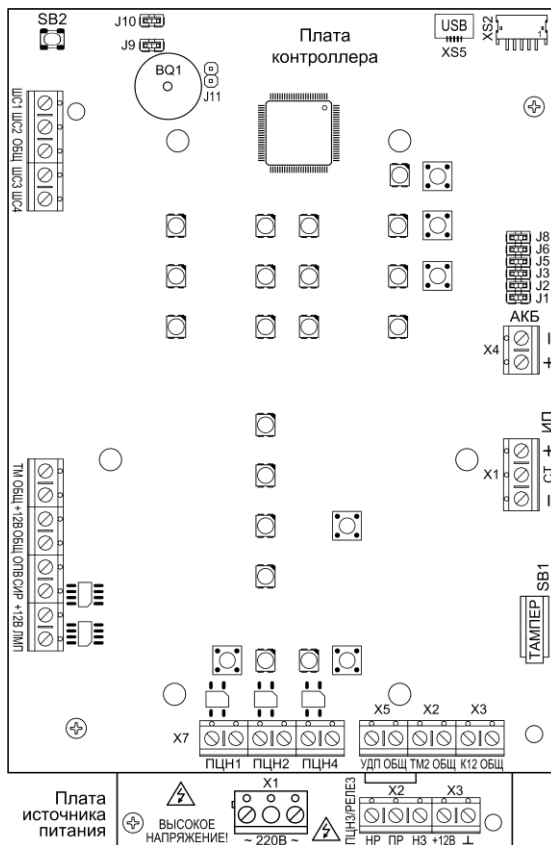 SB2
J10
J9
BQ1
J11
Плата
контроллера
USB
XS5
XS2
1
ШС1 ШС2 ОБЩ ШС3 ШС4
J8
J6
J5
J3
J2
J1
АКБ
X4
–
+
ИП
X1
+
СТ
–
ТМ ОБЩ +12В ОБЩ ОПВ СИР +12В ЛМП
SB1
ТАМПЕР
X7
ПЦН1 ПЦН2 ПЦН4
X5 X2 X3
УДП ОБЩ ТМ2 ОБЩ К12 ОБЩ
Плата
источника
питания
ВЫСОКОЕ
НАПРЯЖЕНИЕ!
X1
~ 220В ~
ПЦН3/РЕЛЕ3
X2 X3
НР ПР НЗ +12В ⊥